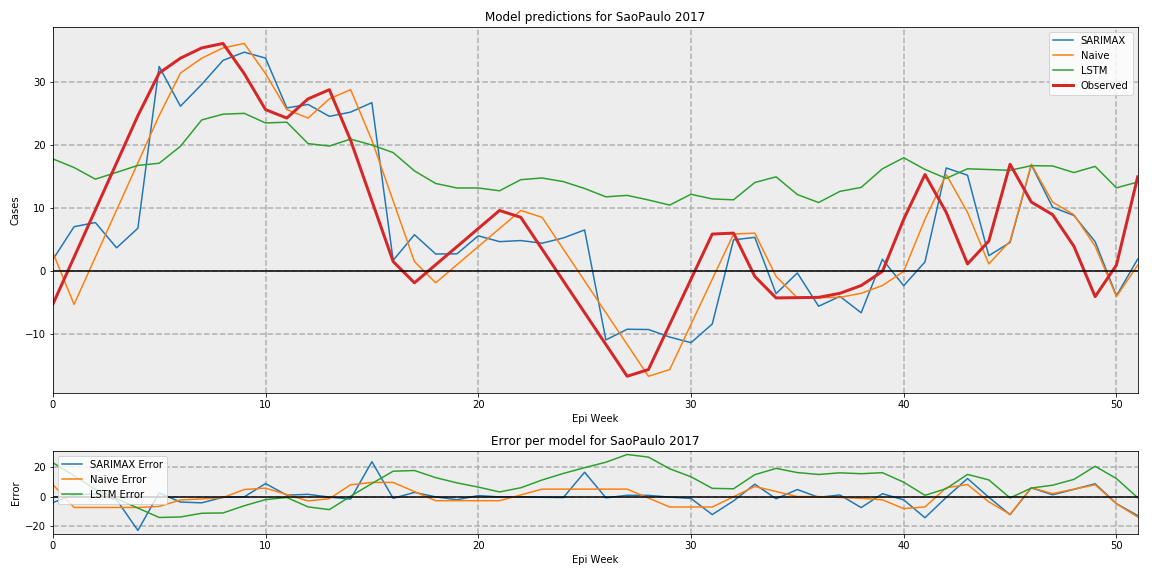 Model predictions for SaoPaulo 2017
SARIMAX
Naive
LSTM
Observed
Cases
30
20
10
0
−10
0 10 20 30 40 50
Epi Week
Error per model for SaoPaulo 2017
SARIMAX Error
Naive Error
LSTM Error
Error
20
0
−20
0 10 20 30 40 50
Epi Week